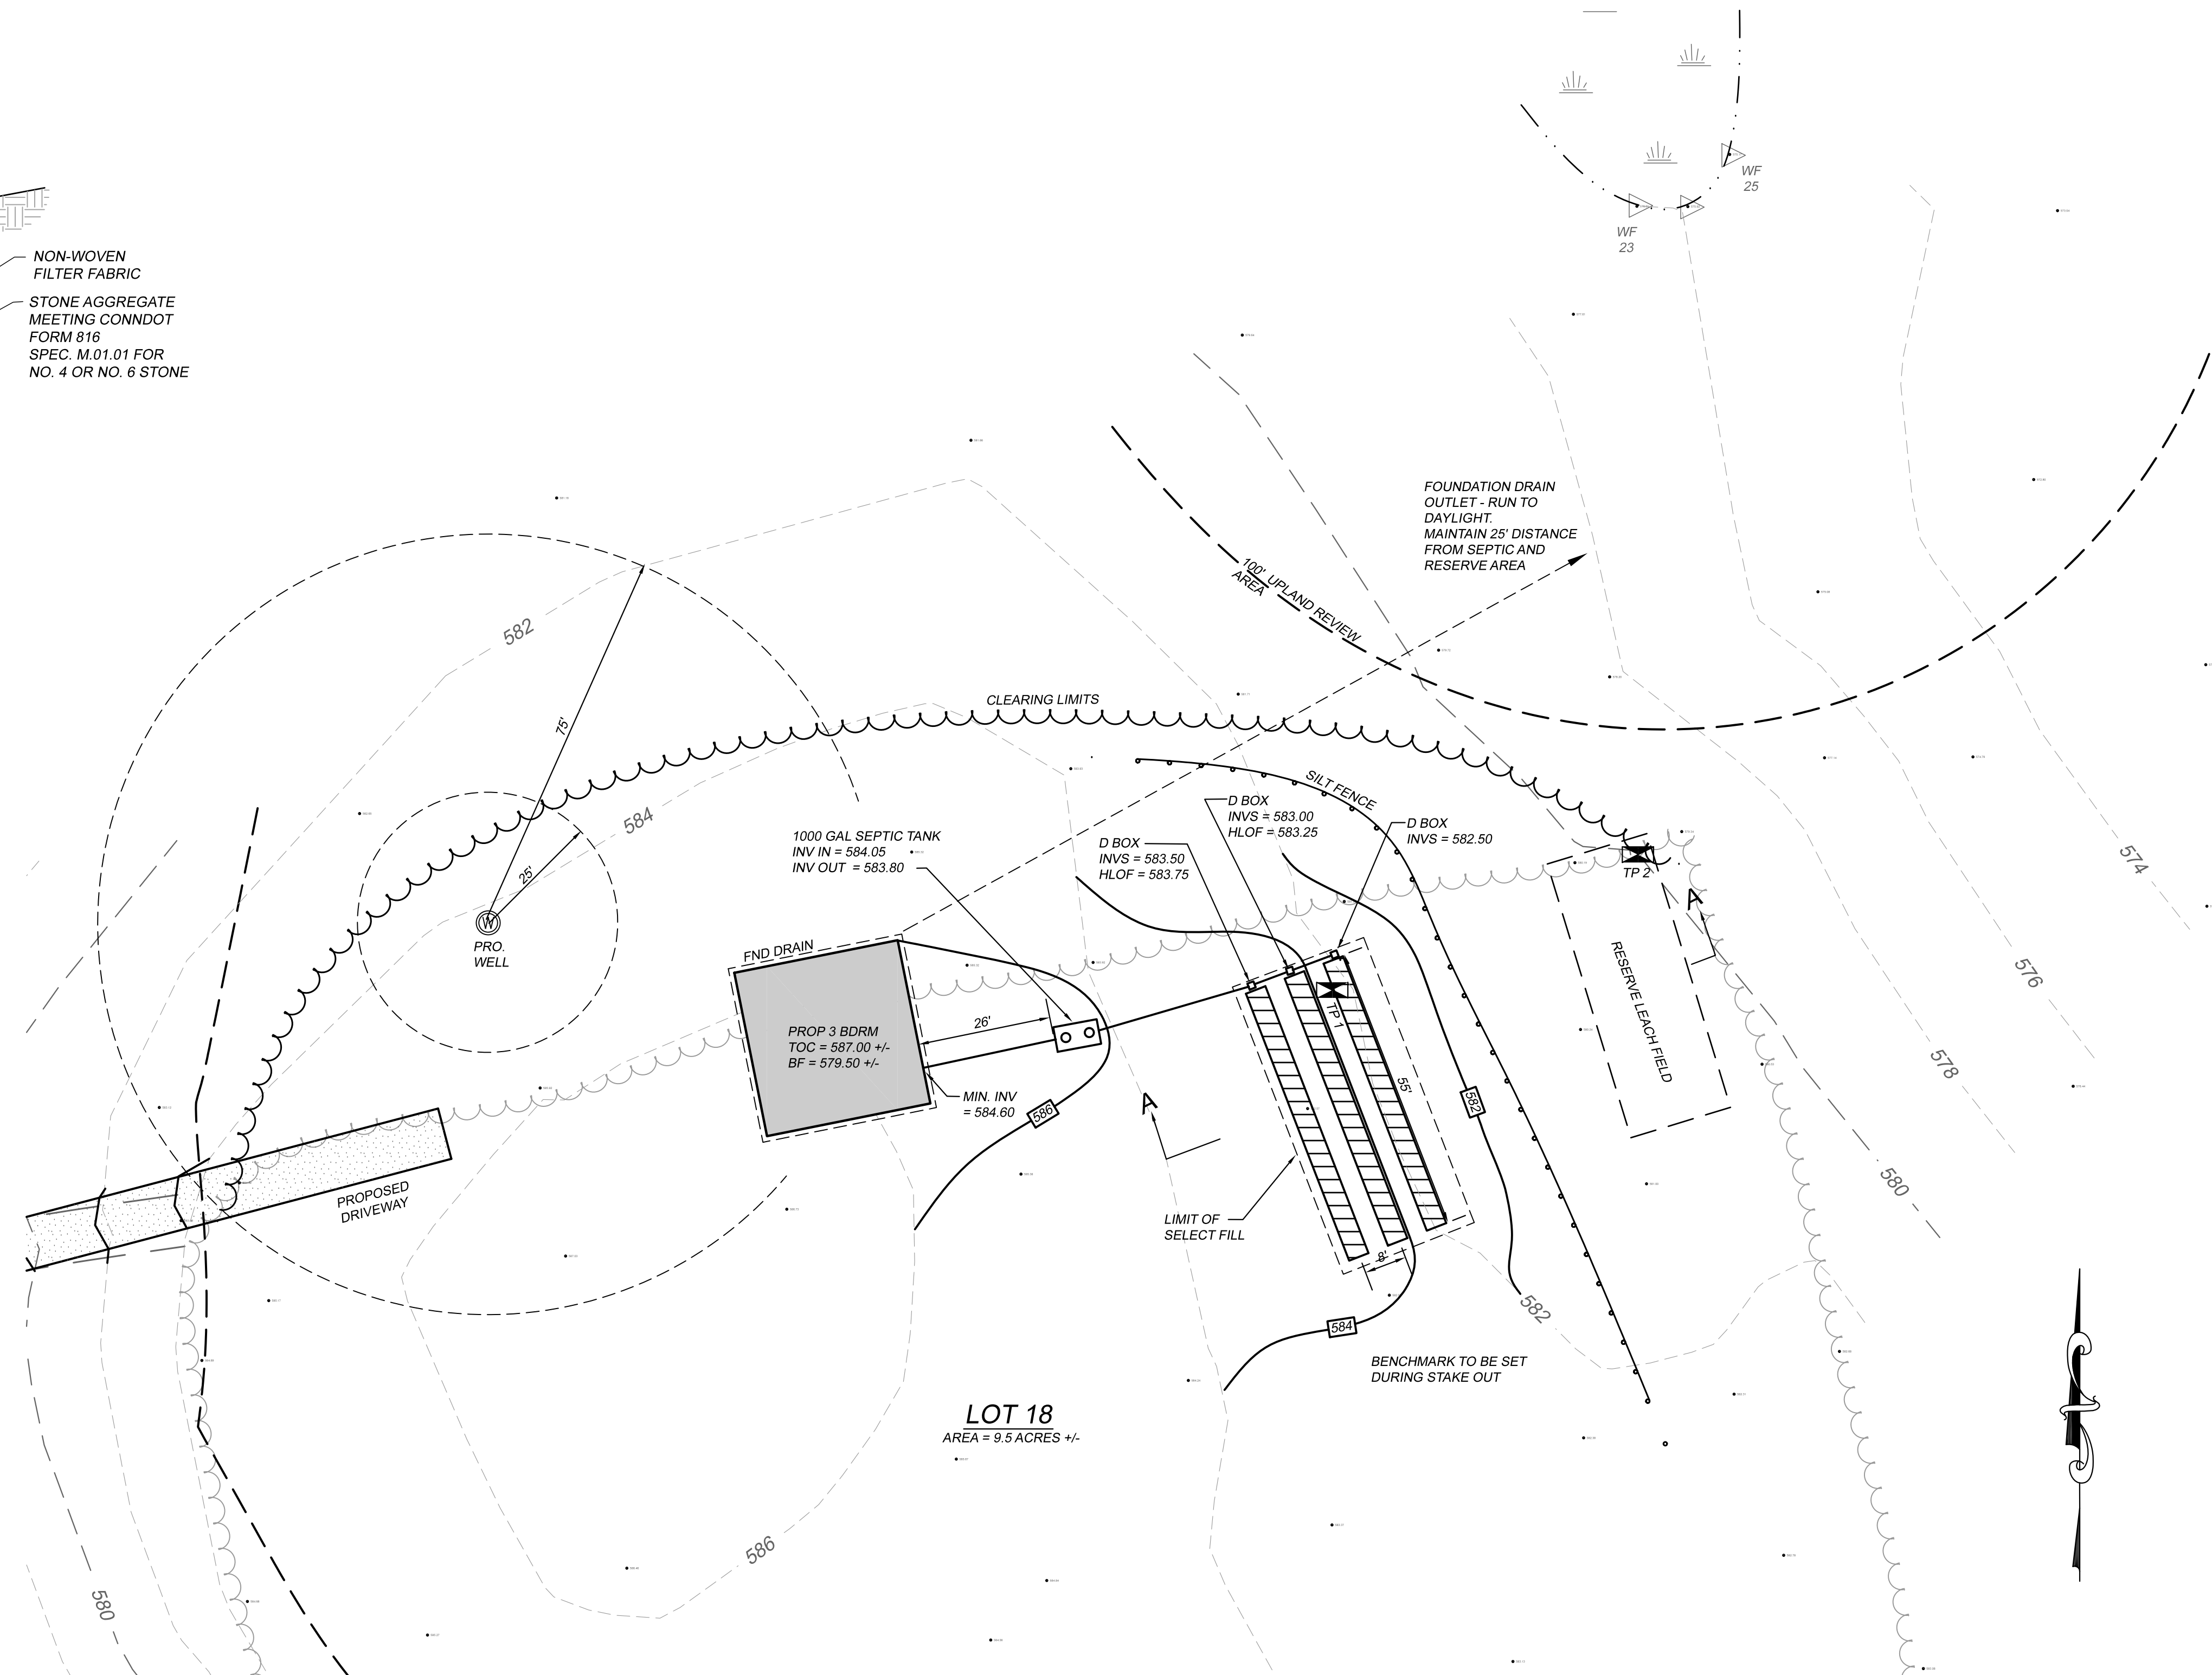 WF
25
WF
23
NON-WOVEN
FILTER FABRIC
STONE AGGREGATE
MEETING CONNDOT
FORM 816
SPEC. M.01.01 FOR
NO. 4 OR NO. 6 STONE
FOUNDATION DRAIN
OUTLET - RUN TO
DAYLIGHT.
MAINTAIN 25' DISTANCE
FROM SEPTIC AND
RESERVE AREA
100' UPLAND REVIEW
AREA
582
75'
CLEARING LIMITS
584
25'
W
PRO.
WELL
SILT FENCE
D BOX
INVS = 583.00
HLOF = 583.25
D BOX
INVS = 582.50
D BOX
INVS = 583.50
HLOF = 583.75
1000 GAL SEPTIC TANK
INV IN = 584.05
INV OUT = 583.80
TP 2
A
574
576
578
580
RESERVE LEACH FIELD
FND DRAIN
PROP 3 BDRM
TOC = 587.00 +/-
BF = 579.50 +/-
26'
MIN. INV
= 584.60
586
TP 1
55'
582
A
LIMIT OF
SELECT FILL
8'
584
582
PROPOSED
DRIVEWAY
BENCHMARK TO BE SET
DURING STAKE OUT
LOT 18
AREA = 9.5 ACRES +/-
586
580